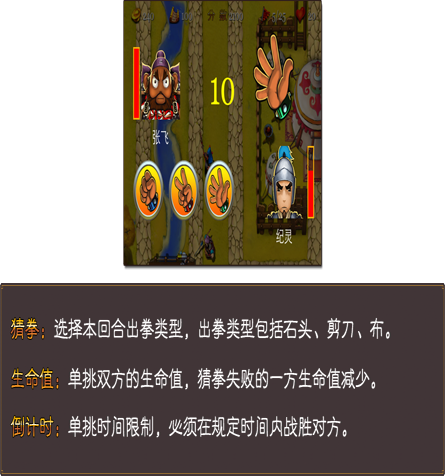 10
张飞
纪灵
猜拳：选择本回合出拳类型，出拳类型包括石头、剪刀、布。
生命值：单挑双方的生命值，猜拳失败的一方生命值减少。
倒计时：单挑时间限制，必须在规定时间内战胜对方。